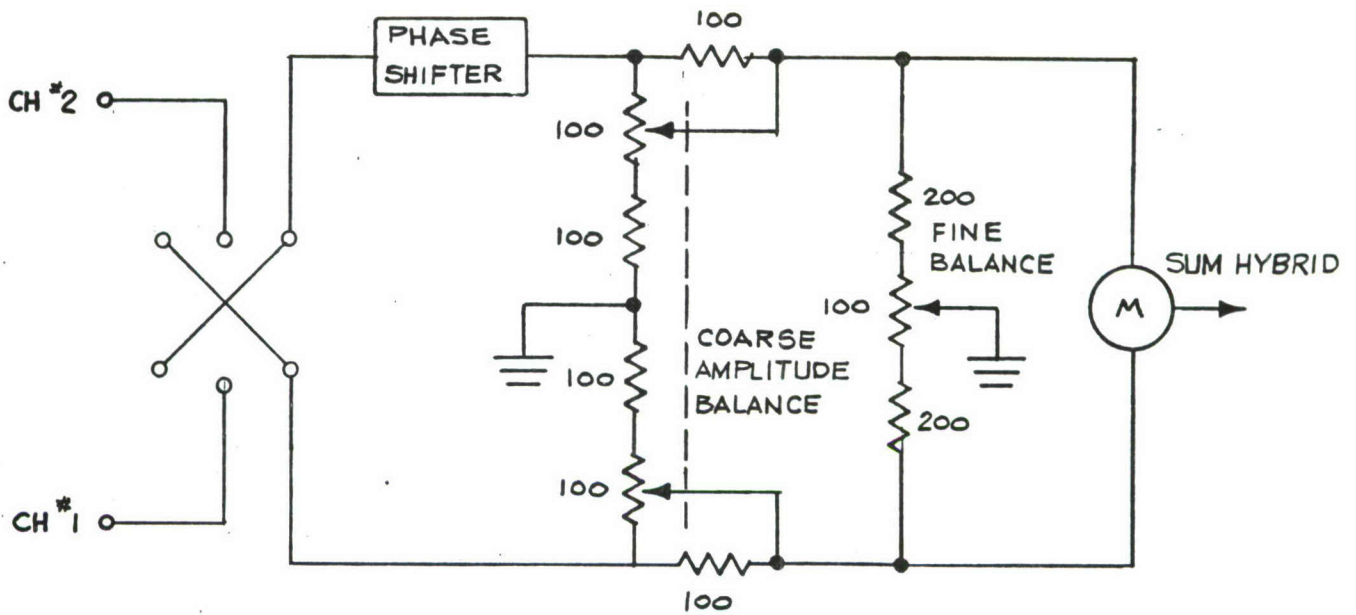 100
PHASE
SHIFTER
CH #2
100
200
FINE
BALANCE
100
SUM HYBRID
100
M
COARSE
AMPLITUDE
BALANCE
100
200
100
CH #1
100